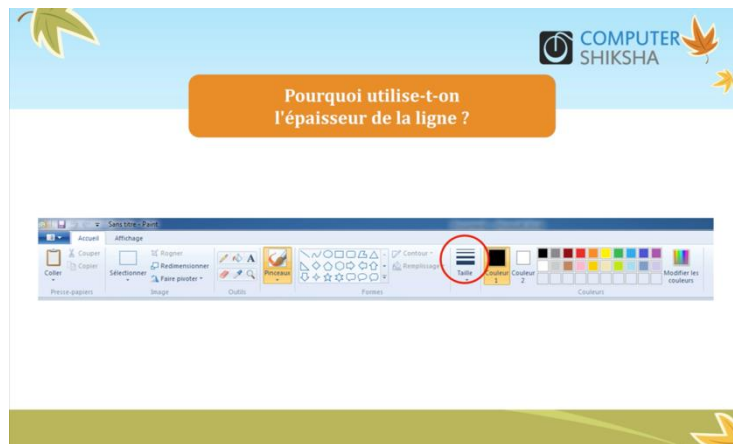 COMPUTER
SHIKSHA
Pourquoi utilise-t-on
l'épaisseur de la ligne ?
Sans titre - Paint
Accueil Affichage
Coller
Couper
Copier
Presse-papiers
Sélectionner
Rogner
Redimensionner
Faire pivoter
Image
A
Outils
Pinceaux
Contour
Remplissage
Formes
Taille
Couleur
1
Couleur
2
Modifier les
couleurs
Couleurs